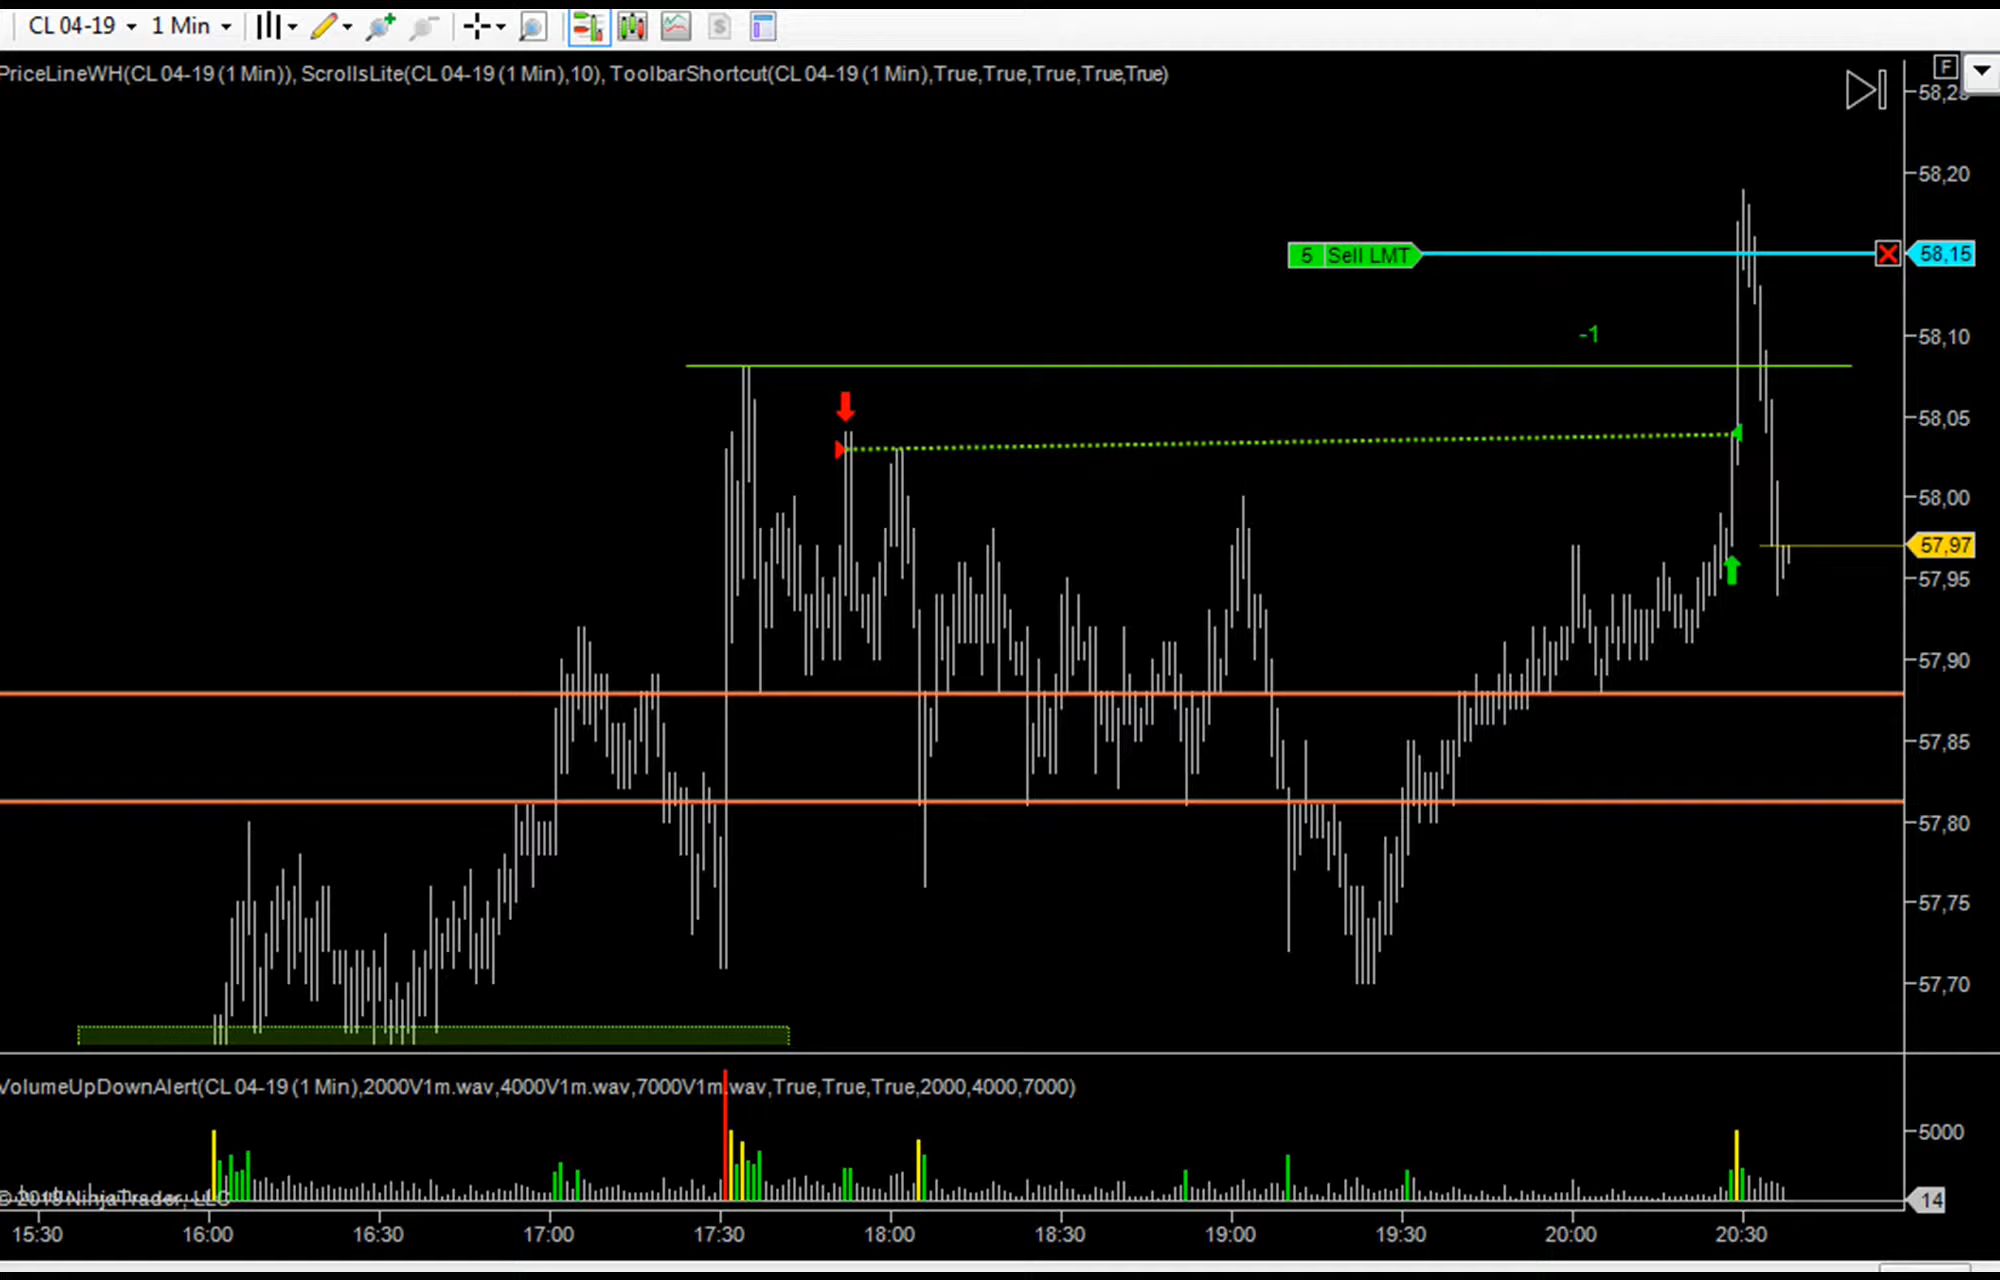 CL 04-19 1 Min
PriceLineWH(CL 04-19 (1 Min)), ScrollsLite(CL 04-19 (1 Min),10), ToolbarShortcut(CL 04-19 (1 Min),True,True,True,True,True)
F
58,25
58,20
5 Sell LMT
58,15
-1
58,10
58,05
58,00
57,97
57,95
57,90
57,85
57,80
57,75
57,70
VolumeUpDownAlert(CL 04-19 (1 Min),2000V1m.wav,4000V1m.wav,7000V1m.wav,True,True,True,2000,4000,7000)
5000
© 2019 NinjaTrader, LLC
14
15:30 16:00 16:30 17:00 17:30 18:00 18:30 19:00 19:30 20:00 20:30